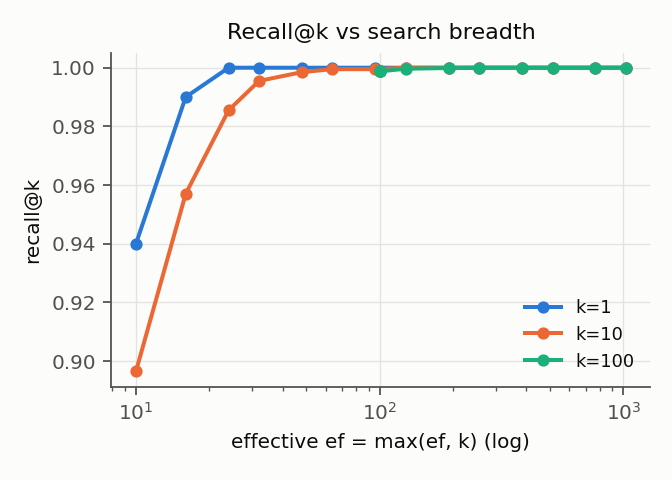 Recall@k vs search breadth
recall@k
1.00
0.98
0.96
0.94
0.92
0.90
k=1
k=10
k=100
10¹
10²
10³
effective ef = max(ef, k) (log)